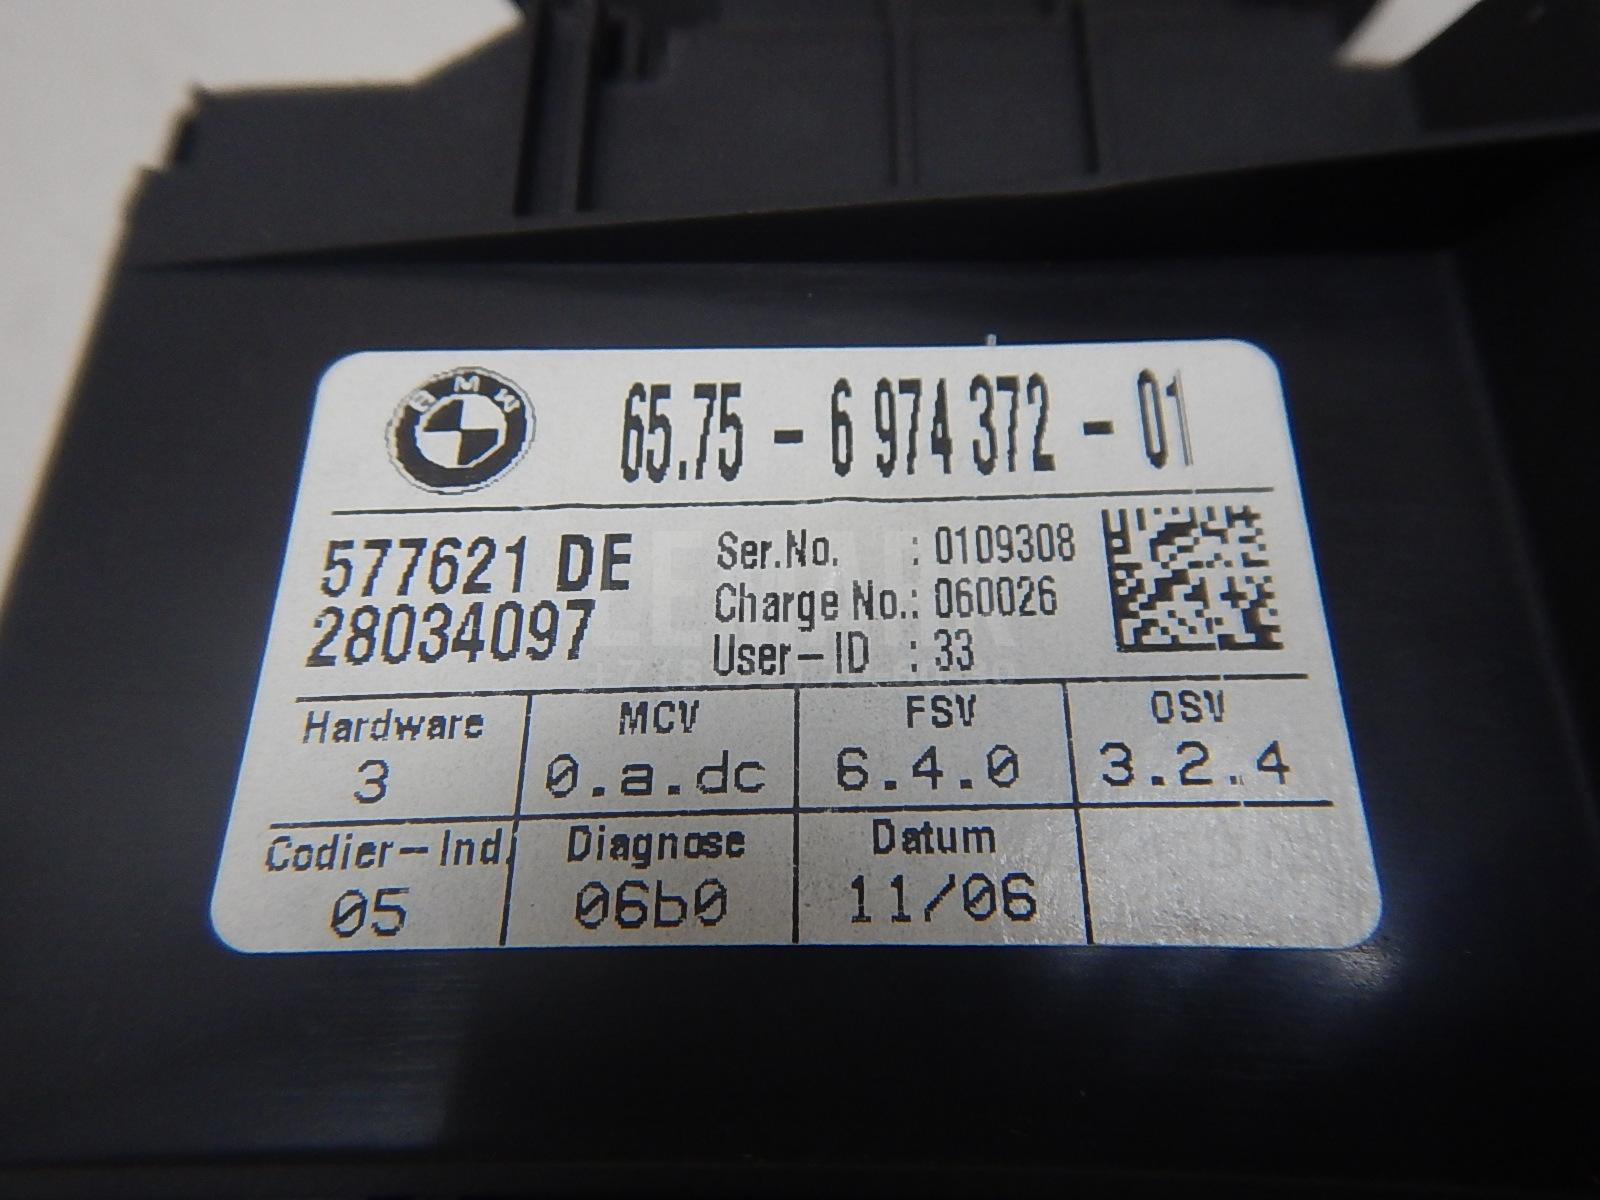 BMW
65.75 - 6 974 372 - 01
577621 DE
28034097
Ser.No. : 0109308
Charge No.: 060026
User-ID : 33
Hardware MCV FSV OSV
3 0.a.dc 6.4.0 3.2.4
Codier-Ind. Diagnose Datum
05 06b0 11/06